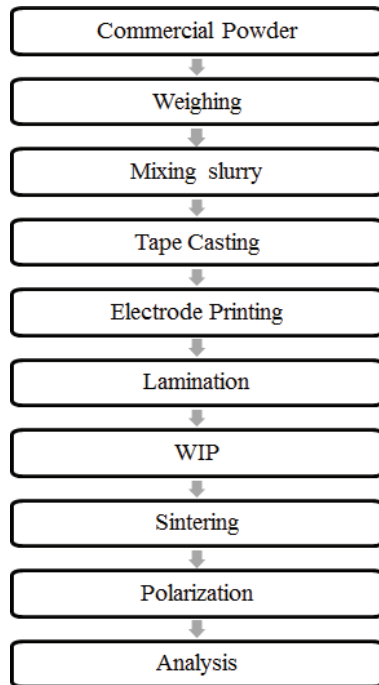 Commercial Powder
Weighing
Mixing slurry
Tape Casting
Electrode Printing
Lamination
WIP
Sintering
Polarization
Analysis